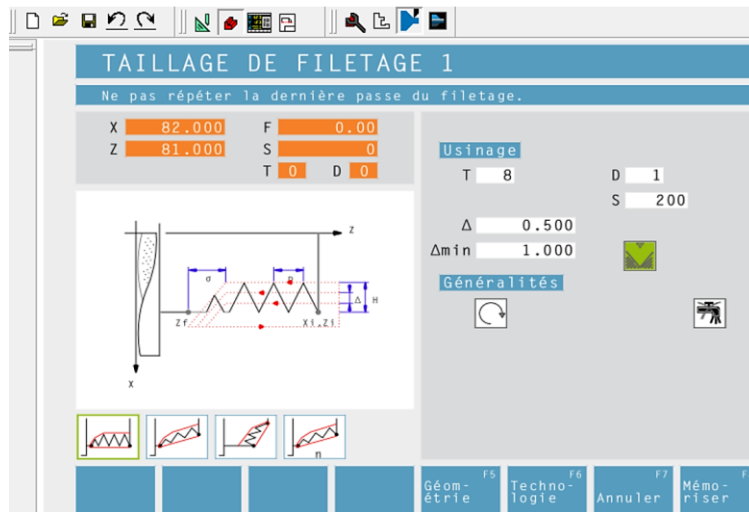 TAILLAGE DE FILETAGE 1
Ne pas répéter la dernière passe du filetage.
X 82.000 F 0.00
Z 81.000 S 0
T 0 D 0
Usinage
T 8 D 1
S 200
Δ 0.500
Δmin 1.000
Généralités
Z
σ p
Δ H
Zf Xi,Zi
X
n
F5 F6 F7
Géom- Techno- Mémo-
étrie logie Annuler riser